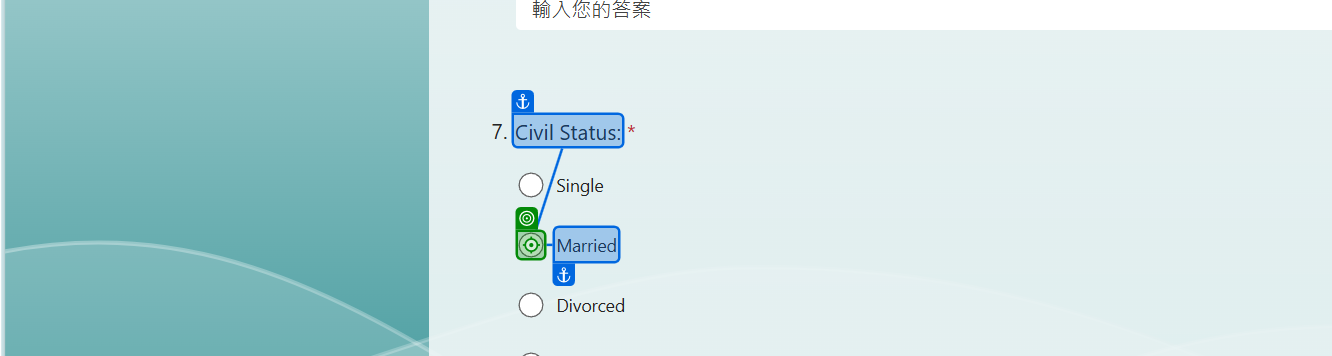 輸入您的答案
7. Civil Status: *
Single
Married
Divorced